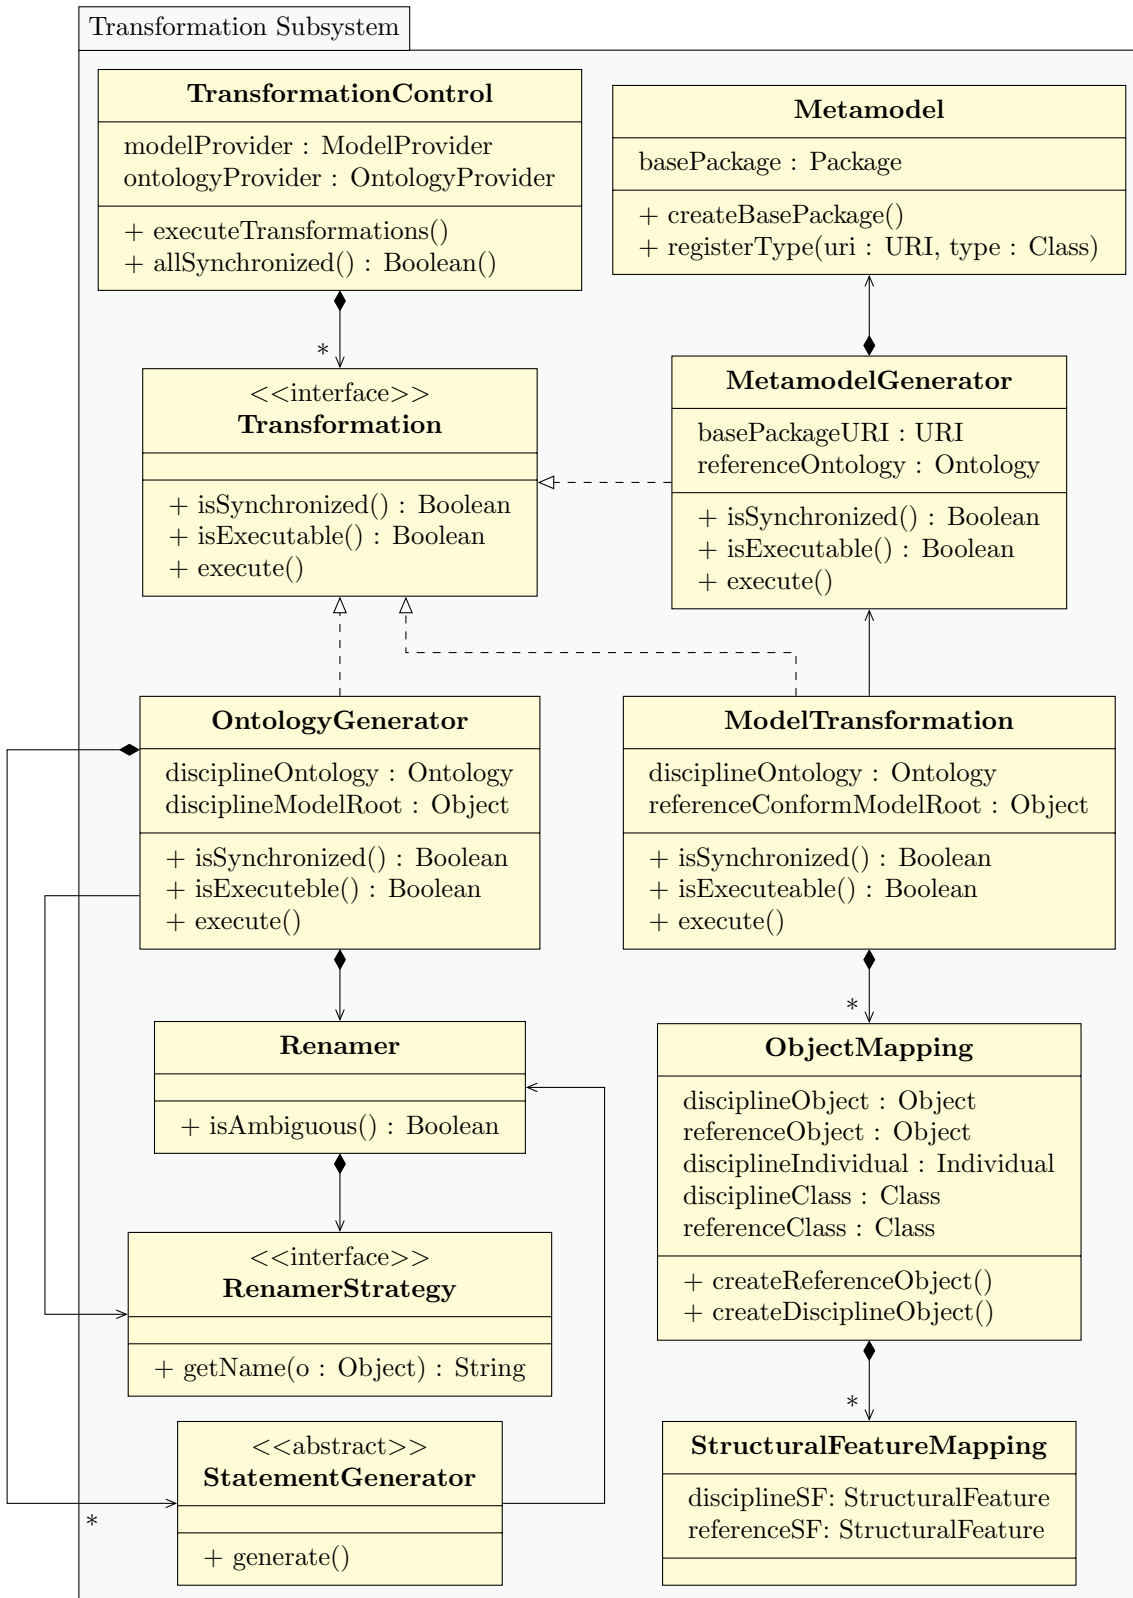 Transformation Subsystem
TransformationControl
modelProvider : ModelProvider
ontologyProvider : OntologyProvider
+ executeTransformations()
+ allSynchronized() : Boolean()
Metamodel
basePackage : Package
+ createBasePackage()
+ registerType(uri : URI, type : Class)
*
<<interface>>
Transformation
+ isSynchronized() : Boolean
+ isExecutable() : Boolean
+ execute()
MetamodelGenerator
basePackageURI : URI
referenceOntology : Ontology
+ isSynchronized() : Boolean
+ isExecutable() : Boolean
+ execute()
OntologyGenerator
disciplineOntology : Ontology
disciplineModelRoot : Object
+ isSynchronized() : Boolean
+ isExecuteble() : Boolean
+ execute()
ModelTransformation
disciplineOntology : Ontology
referenceConformModelRoot : Object
+ isSynchronized() : Boolean
+ isExecuteable() : Boolean
+ execute()
*
Renamer
+ isAmbiguous() : Boolean
ObjectMapping
disciplineObject : Object
referenceObject : Object
disciplineIndividual : Individual
disciplineClass : Class
referenceClass : Class
+ createReferenceObject()
+ createDisciplineObject()
<<interface>>
RenamerStrategy
+ getName(o : Object) : String
*
<<abstract>>
StatementGenerator
+ generate()
*
StructuralFeatureMapping
disciplineSF: StructuralFeature
referenceSF: StructuralFeature